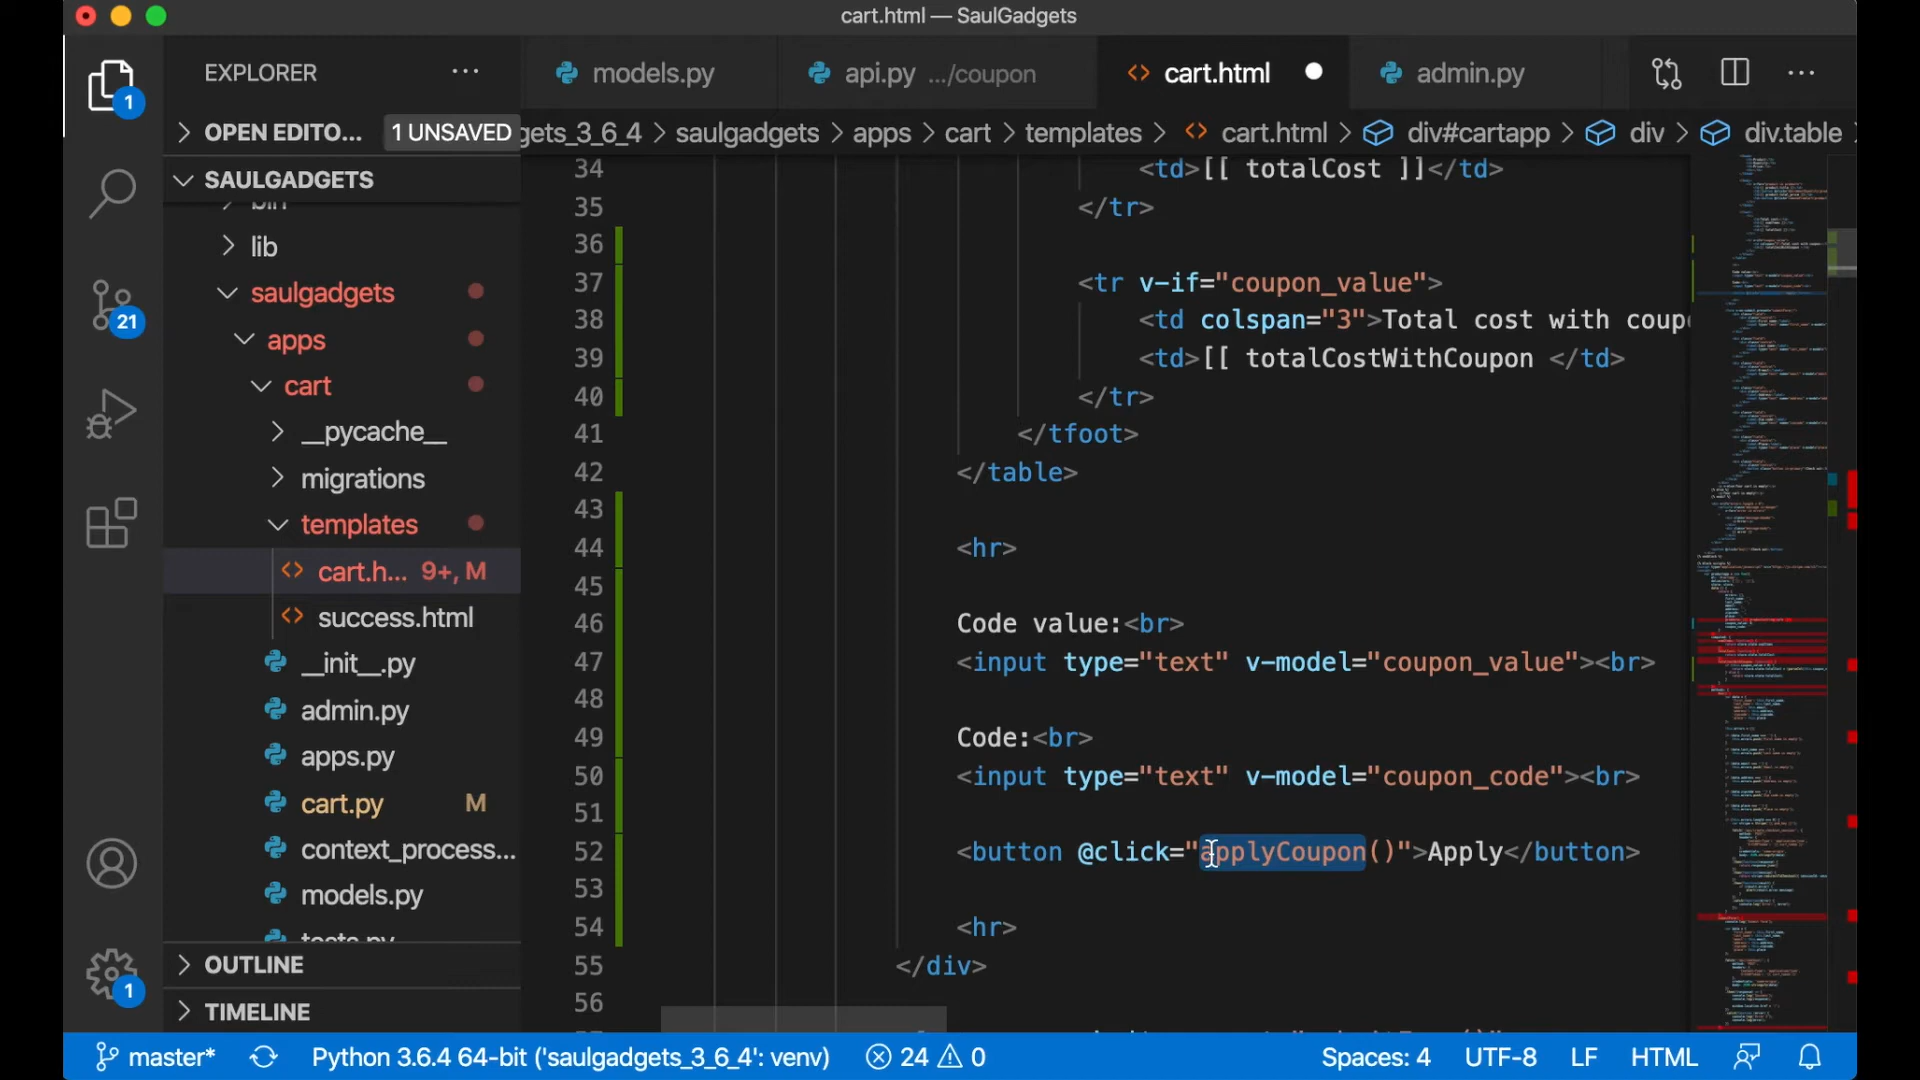 cart.html — SaulGadgets
EXPLORER
models.py
api.py .../coupon
cart.html
admin.py
OPEN EDITO... 1 UNSAVED
gets_3_6_4 > saulgadgets > apps > cart > templates > cart.html > div#cartapp > div > div.table
SAULGADGETS
bin
lib
saulgadgets
apps
cart
__pycache__
migrations
templates
cart.h... 9+, M
success.html
__init__.py
admin.py
apps.py
cart.py M
context_process...
models.py
tests.py
OUTLINE
TIMELINE
1
21
1
34 <td>[[ totalCost ]]</td>
35 </tr>
36
37 <tr v-if="coupon_value">
38 <td colspan="3">Total cost with coup
39 <td>[[ totalCostWithCoupon </td>
40 </tr>
41 </tfoot>
42 </table>
43
44 <hr>
45
46 Code value:<br>
47 <input type="text" v-model="coupon_value"><br>
48
49 Code:<br>
50 <input type="text" v-model="coupon_code"><br>
51
52 <button @click="applyCoupon()">Apply</button>
53
54 <hr>
55 </div>
56
master* Python 3.6.4 64-bit ('saulgadgets_3_6_4': venv) 24 0 Spaces: 4 UTF-8 LF HTML